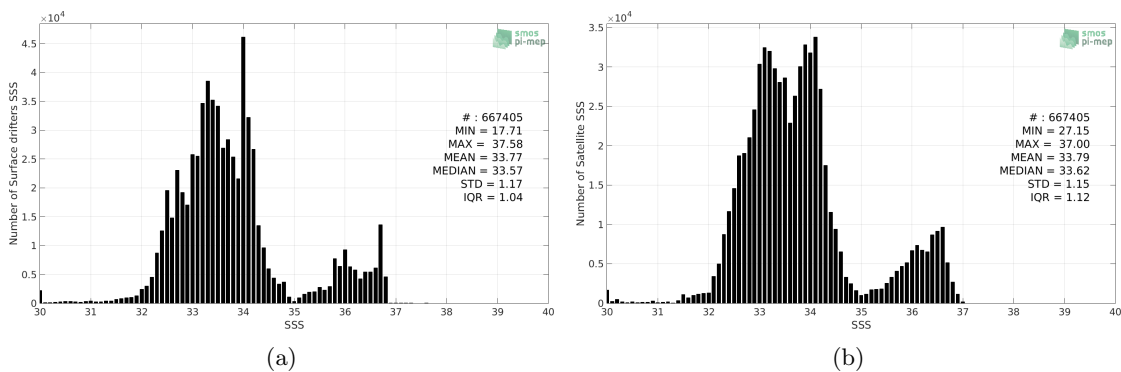 ×10⁴
smos
pi-mep
4.5
4
3.5
3
2.5
2
1.5
1
0.5
0
Number of Surface drifters SSS
# : 667405
MIN = 17.71
MAX = 37.58
MEAN = 33.77
MEDIAN = 33.57
STD = 1.17
IQR = 1.04
30 31 32 33 34 35 36 37 38 39 40
SSS
(a)
×10⁴
smos
pi-mep
3.5
3
2.5
2
1.5
1
0.5
0
Number of Satellite SSS
# : 667405
MIN = 27.15
MAX = 37.00
MEAN = 33.79
MEDIAN = 33.62
STD = 1.15
IQR = 1.12
30 31 32 33 34 35 36 37 38 39 40
SSS
(b)